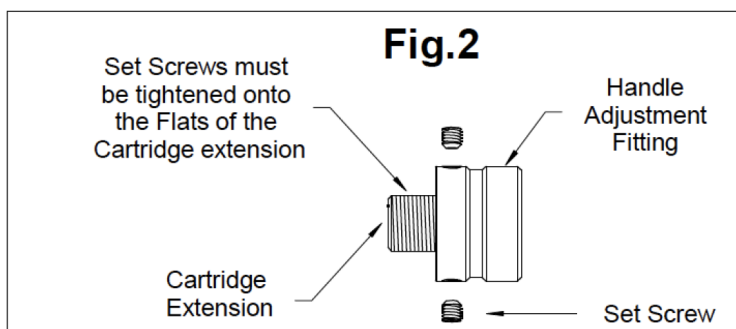 Fig.2
Set Screws must
be tightened onto
the Flats of the
Cartridge extension
Handle
Adjustment
Fitting
Cartridge
Extension
Set Screw